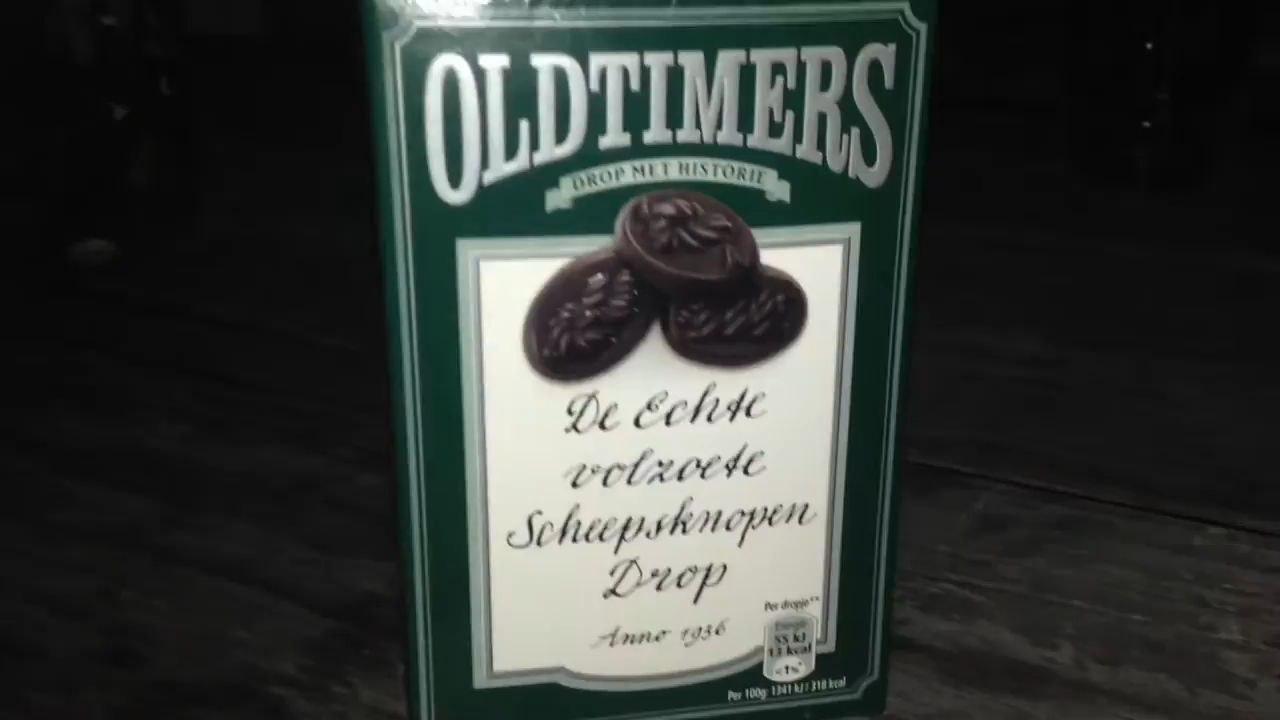 OLDTIMERS
DROP MET HISTORIE
De Echte
volzoete
Scheepsknopen
Drop
Anno 1936
Per dropje**
Energie
55 kJ
13 kcal
<1%*
Per 100g: 1341 kJ / 318 kcal